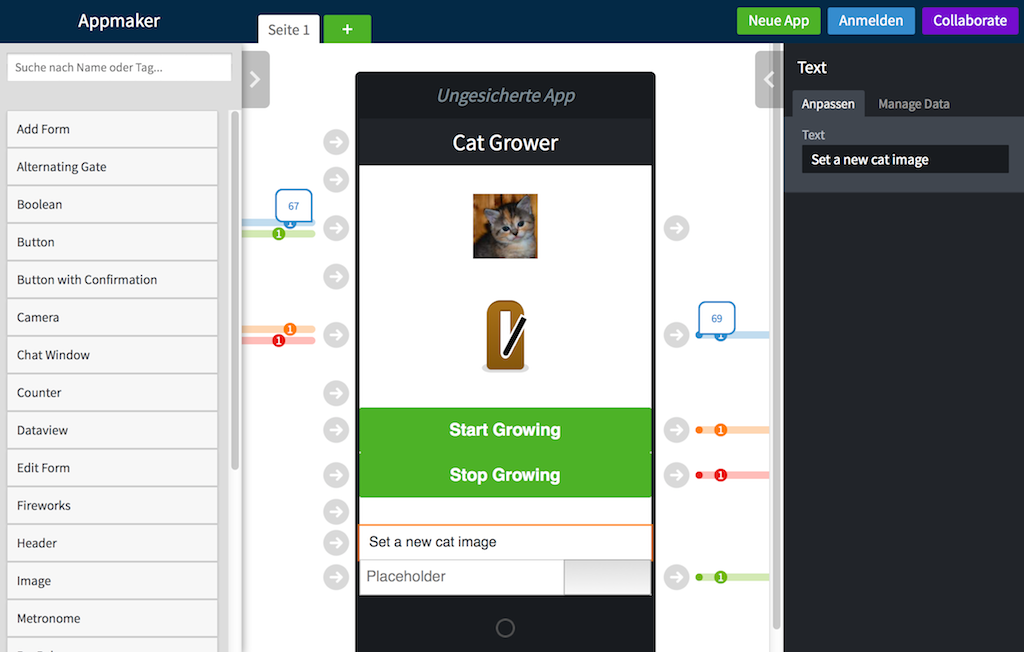 Appmaker
Seite 1
+
Neue App
Anmelden
Collaborate
Suche nach Name oder Tag...
Add Form
Alternating Gate
Boolean
Button
Button with Confirmation
Camera
Chat Window
Counter
Dataview
Edit Form
Fireworks
Header
Image
Metronome
67
1
1
1
1
Ungesicherte App
Cat Grower
Start Growing
Stop Growing
Set a new cat image
Placeholder
69
1
1
1
1
Text
Anpassen
Manage Data
Text
Set a new cat image